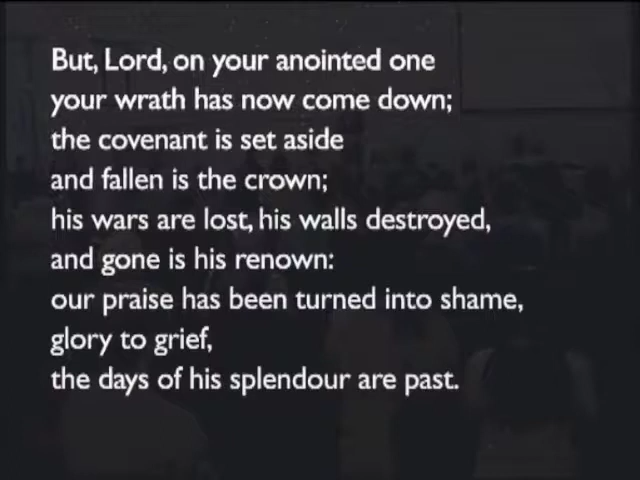 But, Lord, on your anointed one
your wrath has now come down;
the covenant is set aside
and fallen is the crown;
his wars are lost, his walls destroyed,
and gone is his renown:
our praise has been turned into shame,
glory to grief,
the days of his splendour are past.